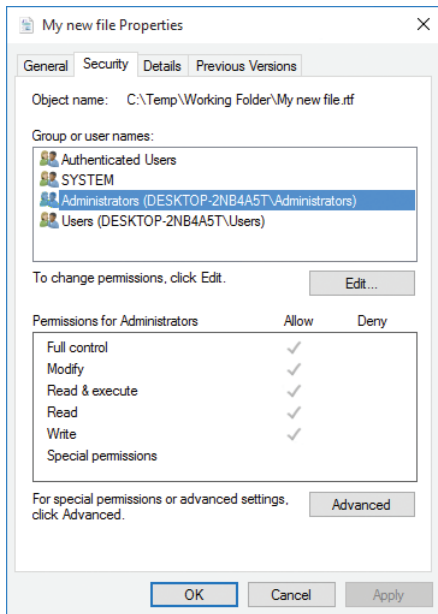 My new file Properties
General Security Details Previous Versions
Object name: C:\Temp\Working Folder\My new file.rtf
Group or user names:
Authenticated Users
SYSTEM
Administrators (DESKTOP-2NB4A5T\Administrators)
Users (DESKTOP-2NB4A5T\Users)
To change permissions, click Edit.
Edit...
Permissions for Administrators Allow Deny
Full control
Modify
Read & execute
Read
Write
Special permissions
For special permissions or advanced settings,
click Advanced.
Advanced
OK Cancel Apply